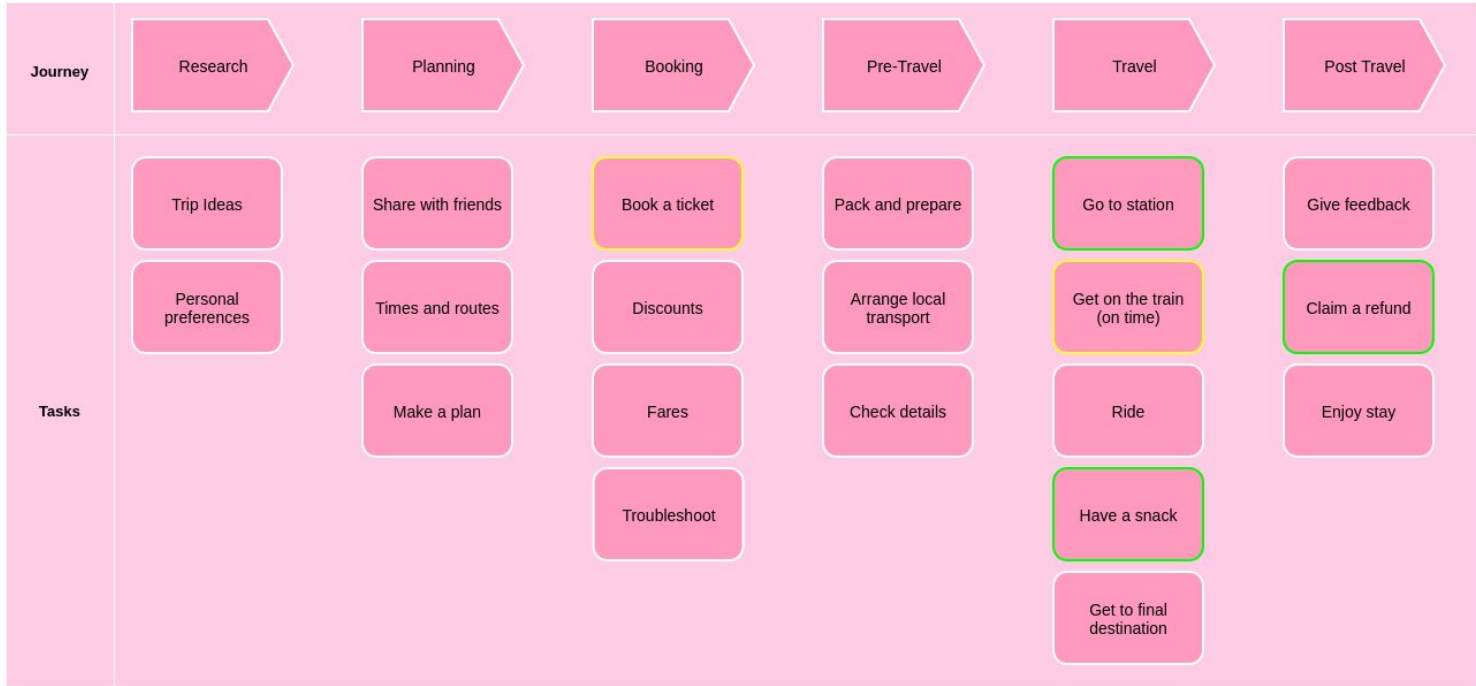 Journey
Research
Planning
Booking
Pre-Travel
Travel
Post Travel
Tasks
Trip Ideas
Share with friends
Book a ticket
Pack and prepare
Go to station
Give feedback
Personal
preferences
Times and routes
Discounts
Arrange local
transport
Get on the train
(on time)
Claim a refund
Make a plan
Fares
Check details
Ride
Enjoy stay
Troubleshoot
Have a snack
Get to final
destination